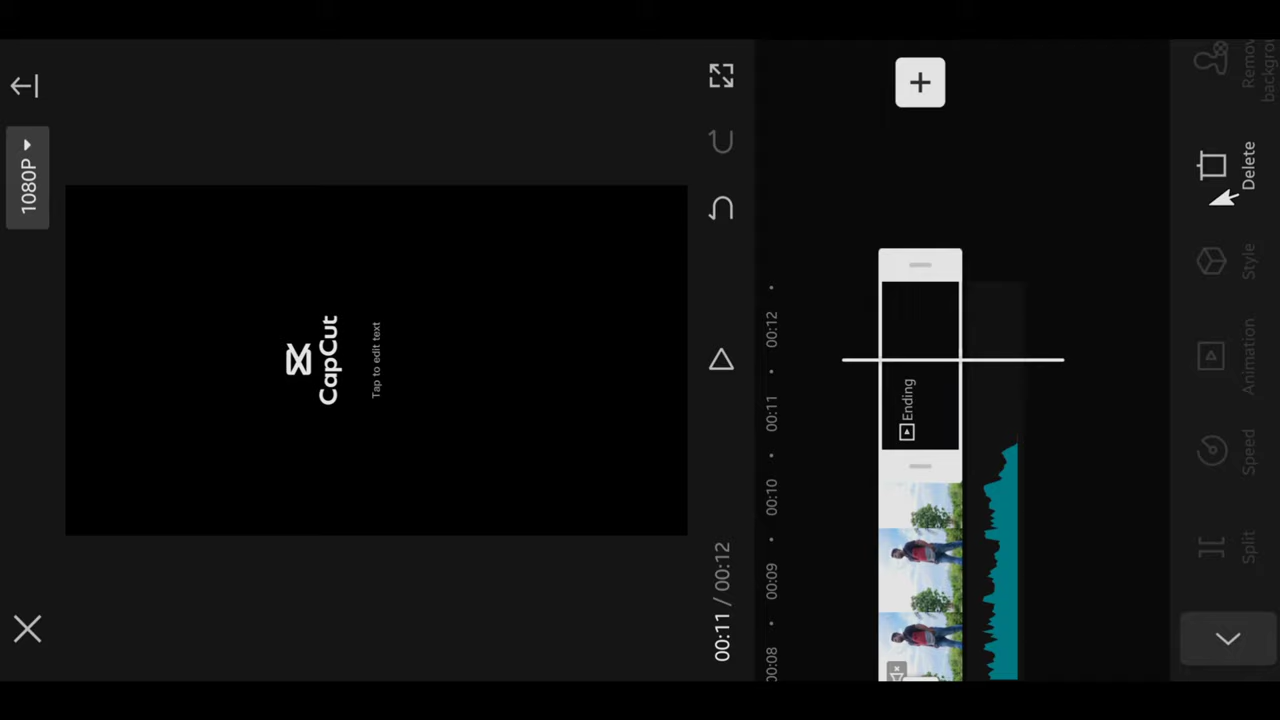 1080P
CapCut
Tap to edit text
00:11 / 00:12
00:08 • 00:09 • 00:10 • 00:11 • 00:12 •
Ending
Split
Speed
Animation
Style
Delete